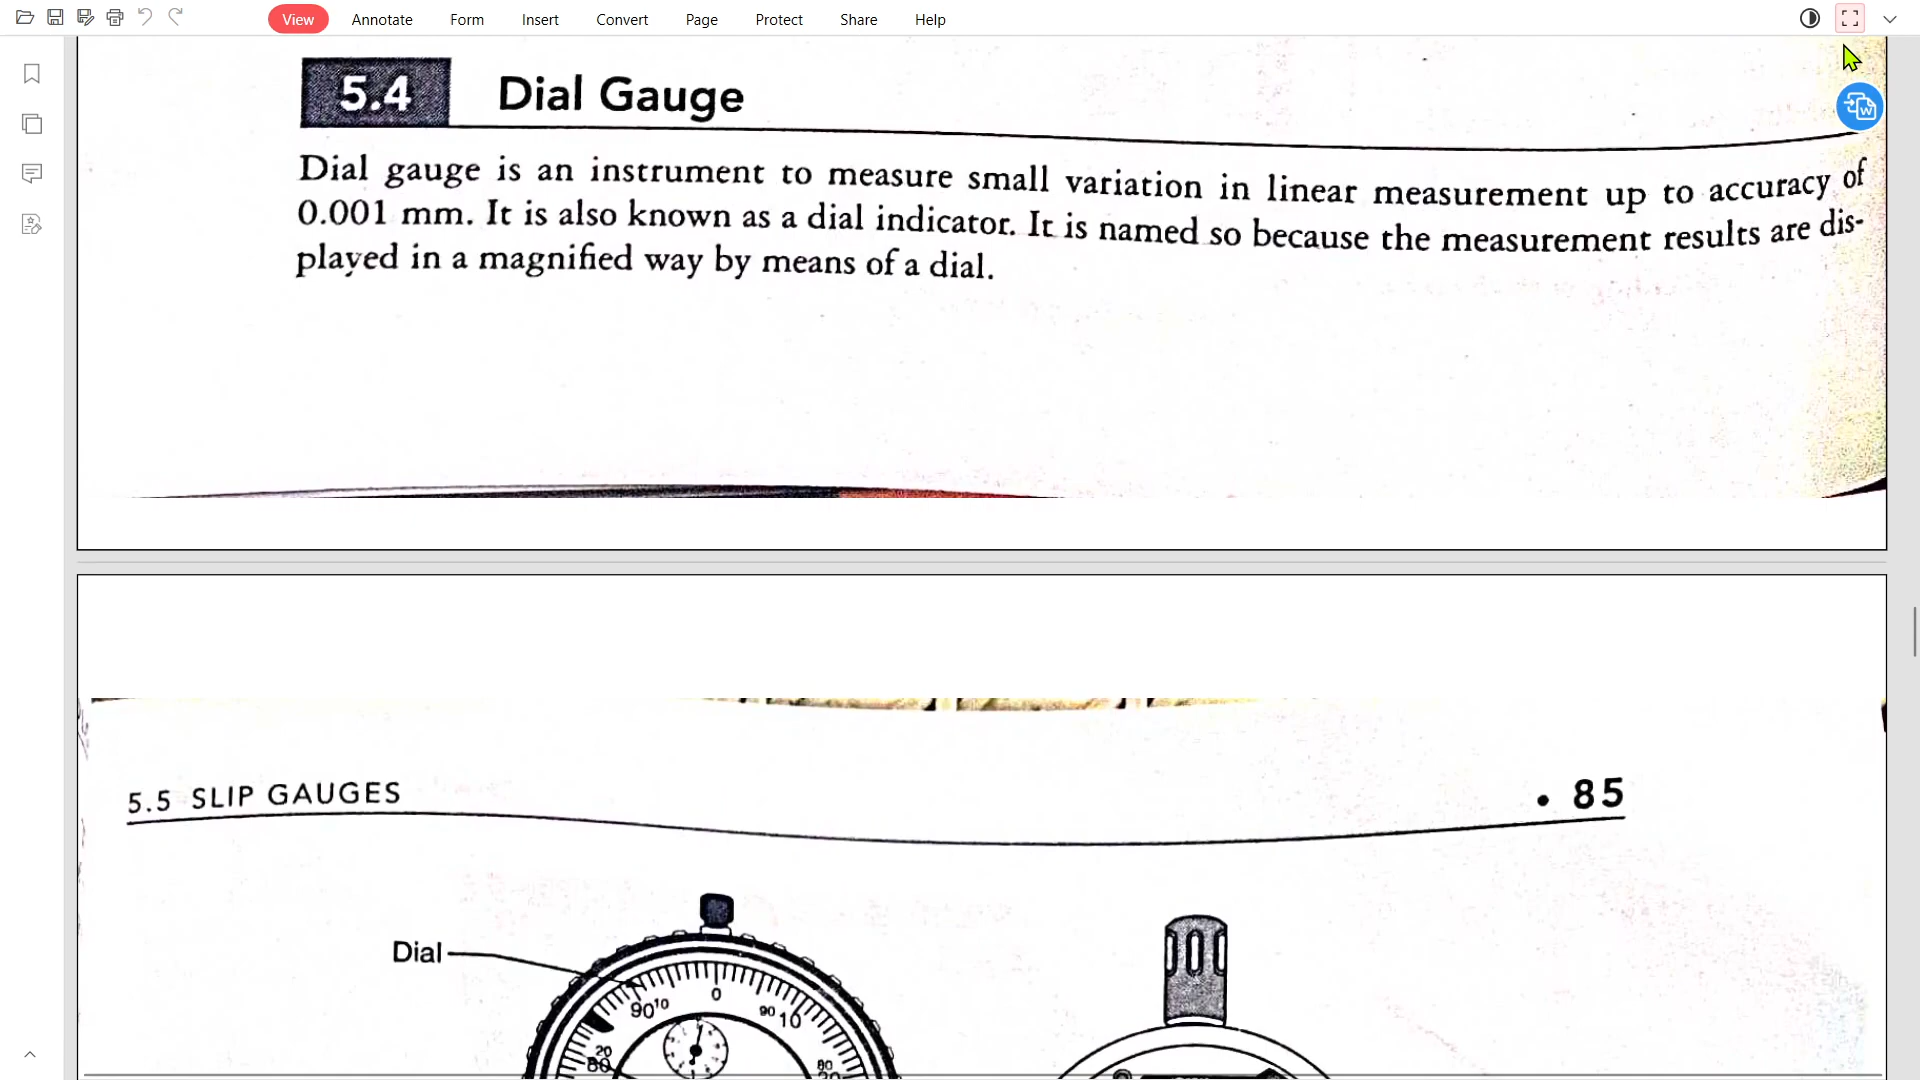 View Annotate Form Insert Convert Page Protect Share Help
5.4 Dial Gauge
Dial gauge is an instrument to measure small variation in linear measurement up to accuracy of
0.001 mm. It is also known as a dial indicator. It is named so because the measurement results are dis-
played in a magnified way by means of a dial.
5.5 SLIP GAUGES • 85
Dial
0
90 10 90 10
20 80
80